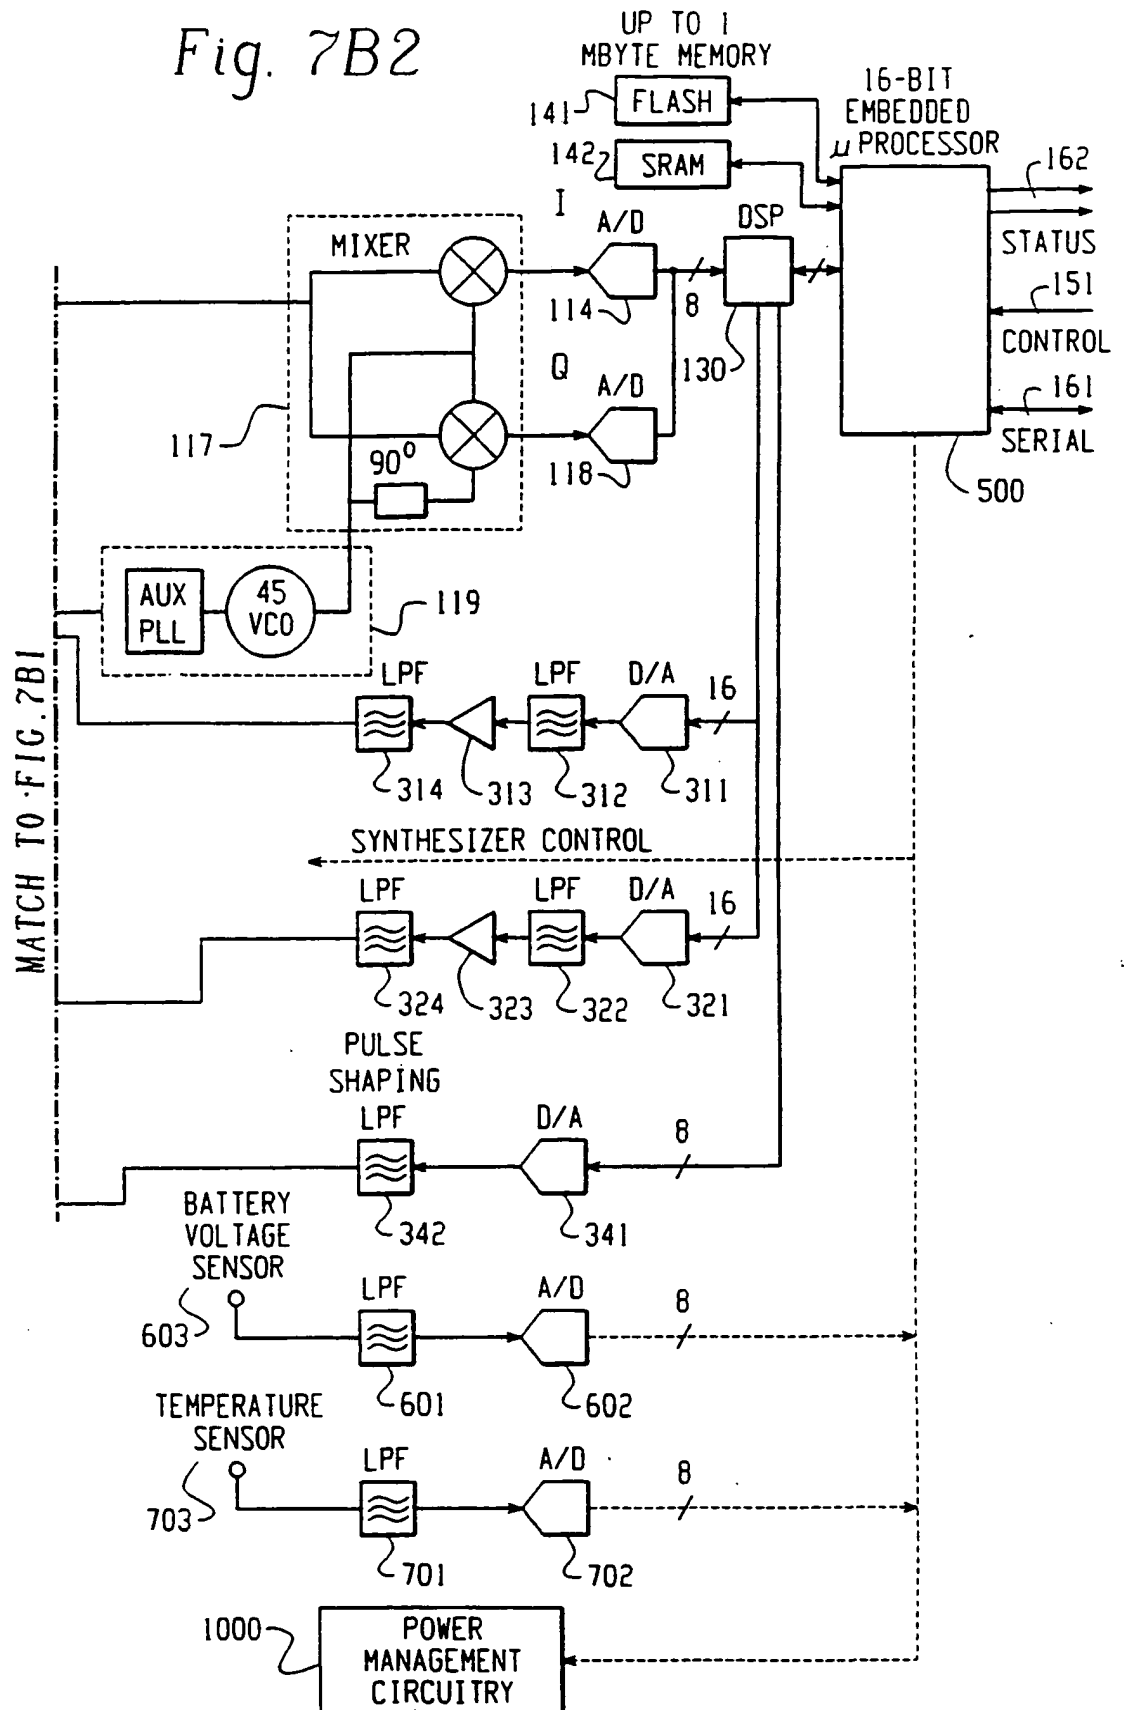 Fig. 7B2
UP TO 1
MBYTE MEMORY
141
FLASH
142
SRAM
16-BIT
EMBEDDED
μ PROCESSOR
162
STATUS
151
CONTROL
161
SERIAL
500
I
A/D
DSP
MIXER
114
8
130
Q
A/D
118
117
90°
AUX
PLL
45
VCO
119
MATCH TO FIG. 7B1
LPF
LPF
D/A
16
314
313
312
311
SYNTHESIZER CONTROL
LPF
LPF
D/A
16
324
323
322
321
PULSE
SHAPING
LPF
D/A
8
342
341
BATTERY
VOLTAGE
SENSOR
603
LPF
A/D
8
601
602
TEMPERATURE
SENSOR
703
LPF
A/D
8
701
702
1000
POWER
MANAGEMENT
CIRCUITRY